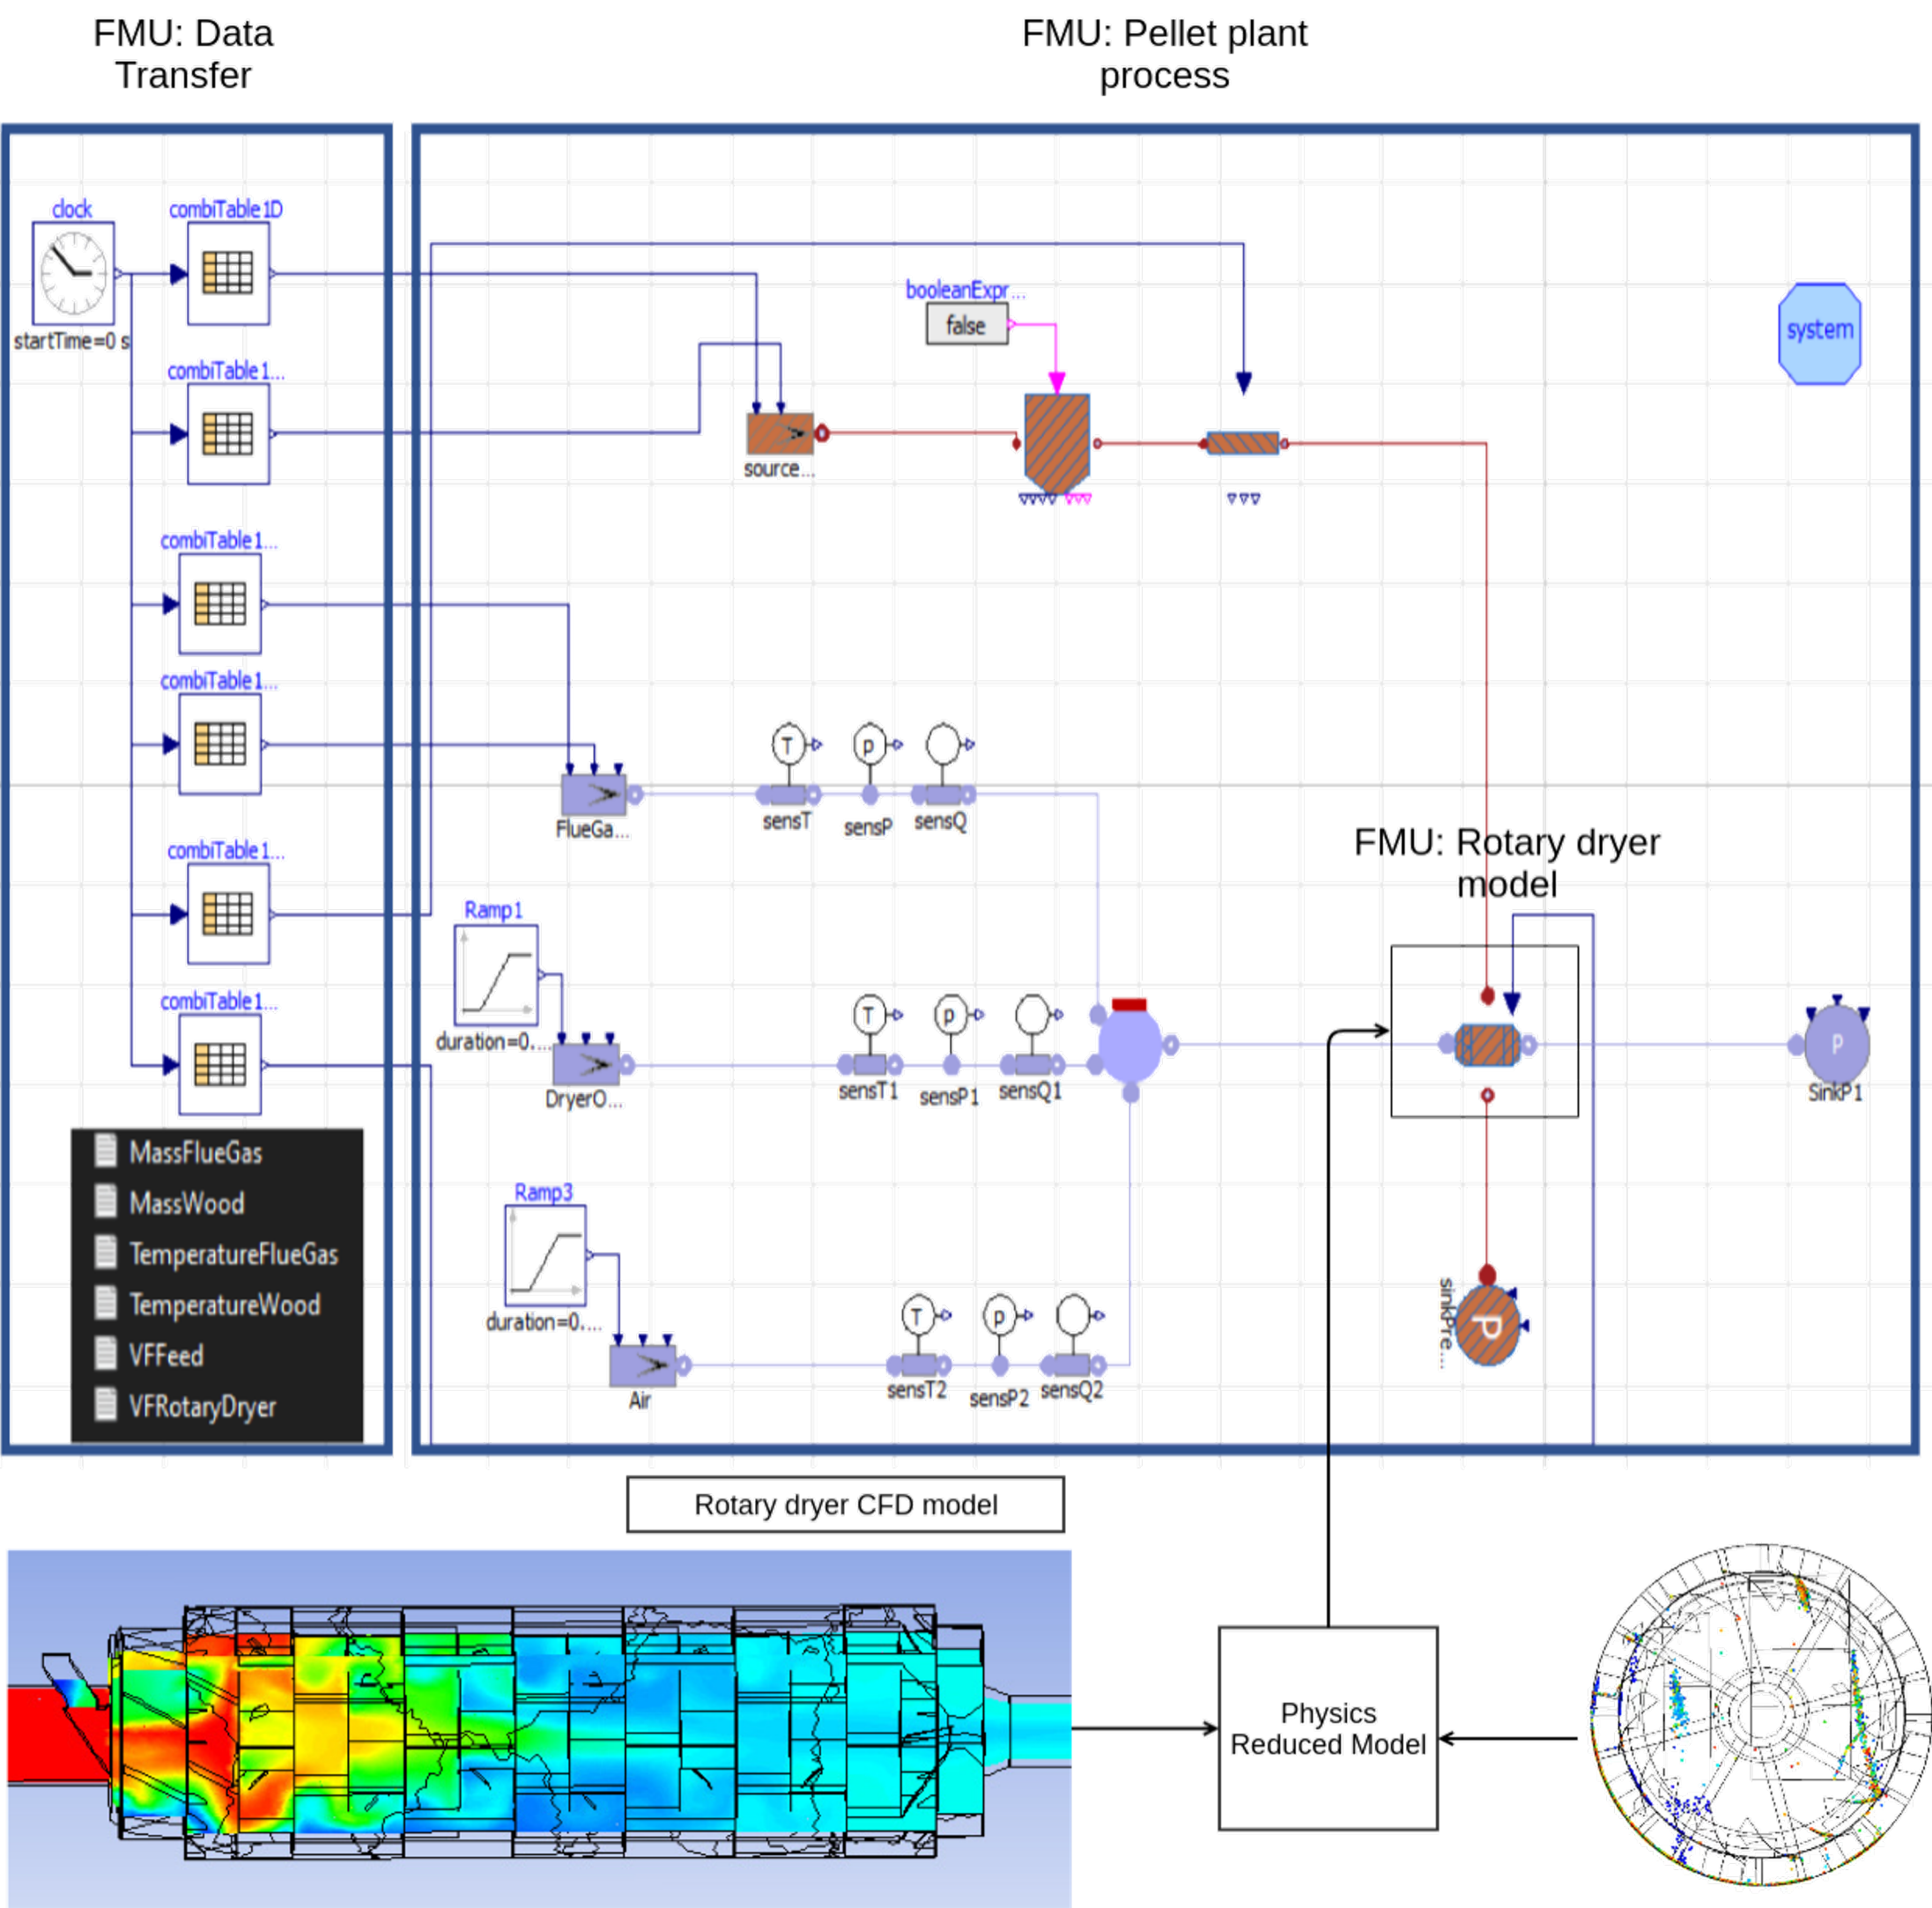 FMU: Data
Transfer
FMU: Pellet plant
process
clock
combiTable1D
startTime=0 s
combiTable1...
combiTable1...
combiTable1...
combiTable1...
combiTable1...
MassFlueGas
MassWood
TemperatureFlueGas
TemperatureWood
VFFeed
VFRotaryDryer
booleanExpr...
false
system
source...
T
p
FlueGa...
sensT
sensP
sensQ
FMU: Rotary dryer
model
Ramp1
duration=0....
T
p
DryerO...
sensT1
sensP1
sensQ1
P
SinkP1
Ramp3
duration=0....
T
p
Air
sensT2
sensP2
sensQ2
sinkPre...
P
Rotary dryer CFD model
Physics
Reduced Model